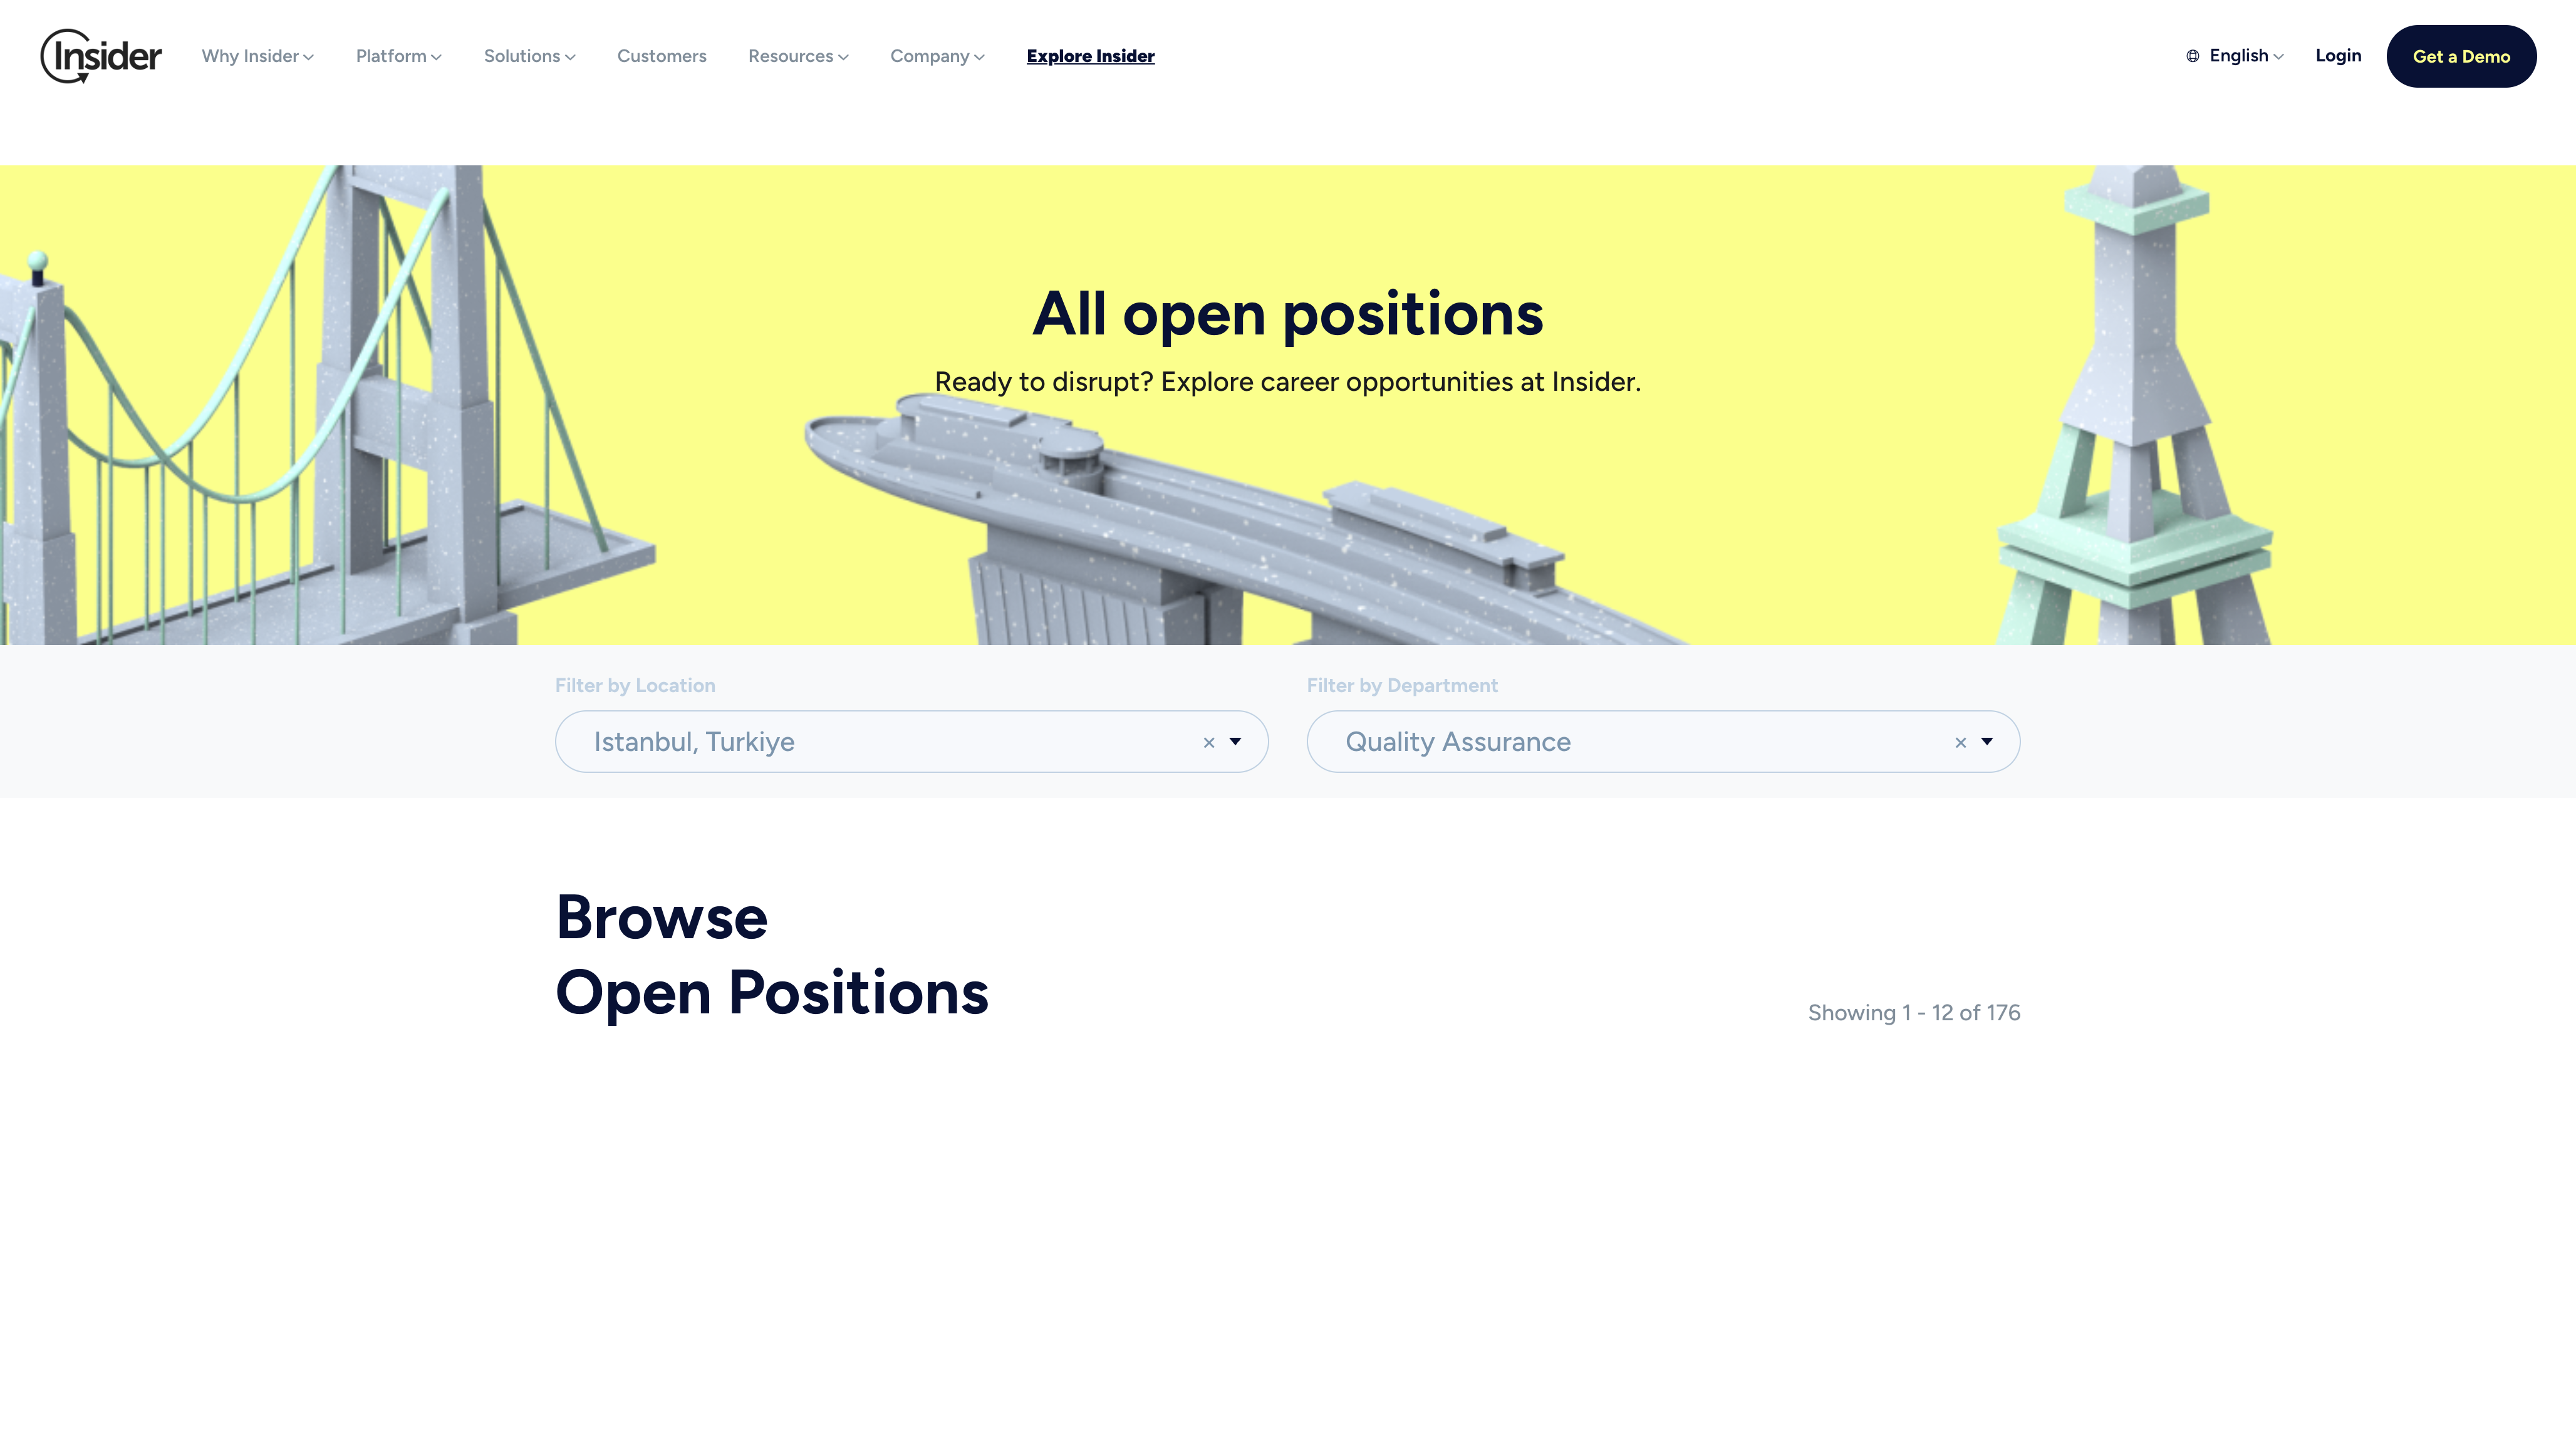 Insider
Why Insider
Platform
Solutions
Customers
Resources
Company
Explore Insider
English
Login
Get a Demo
All open positions
Ready to disrupt? Explore career opportunities at Insider.
Filter by Location
Filter by Department
Istanbul, Turkiye
×
Quality Assurance
×
Browse
Open Positions
Showing 1 - 12 of 176